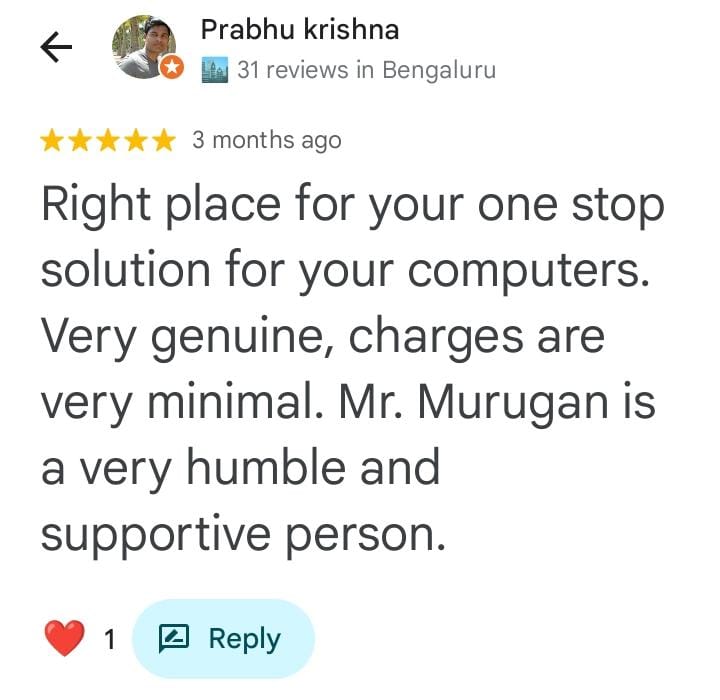 Prabhu krishna
31 reviews in Bengaluru
3 months ago
Right place for your one stop
solution for your computers.
Very genuine, charges are
very minimal. Mr. Murugan is
a very humble and
supportive person.
1
Reply